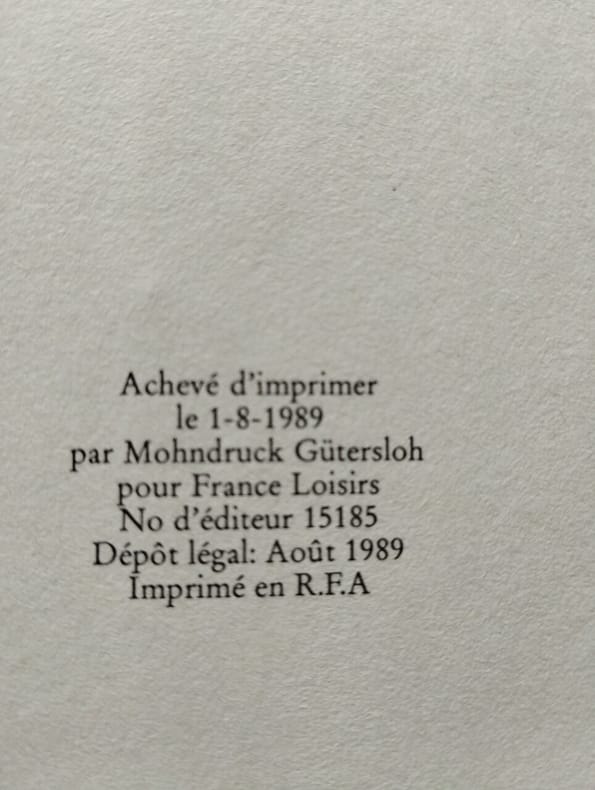 Achevé d'imprimer
le 1-8-1989
par Mohndruck Gütersloh
pour France Loisirs
No d'éditeur 15185
Dépôt légal: Août 1989
Imprimé en R.F.A